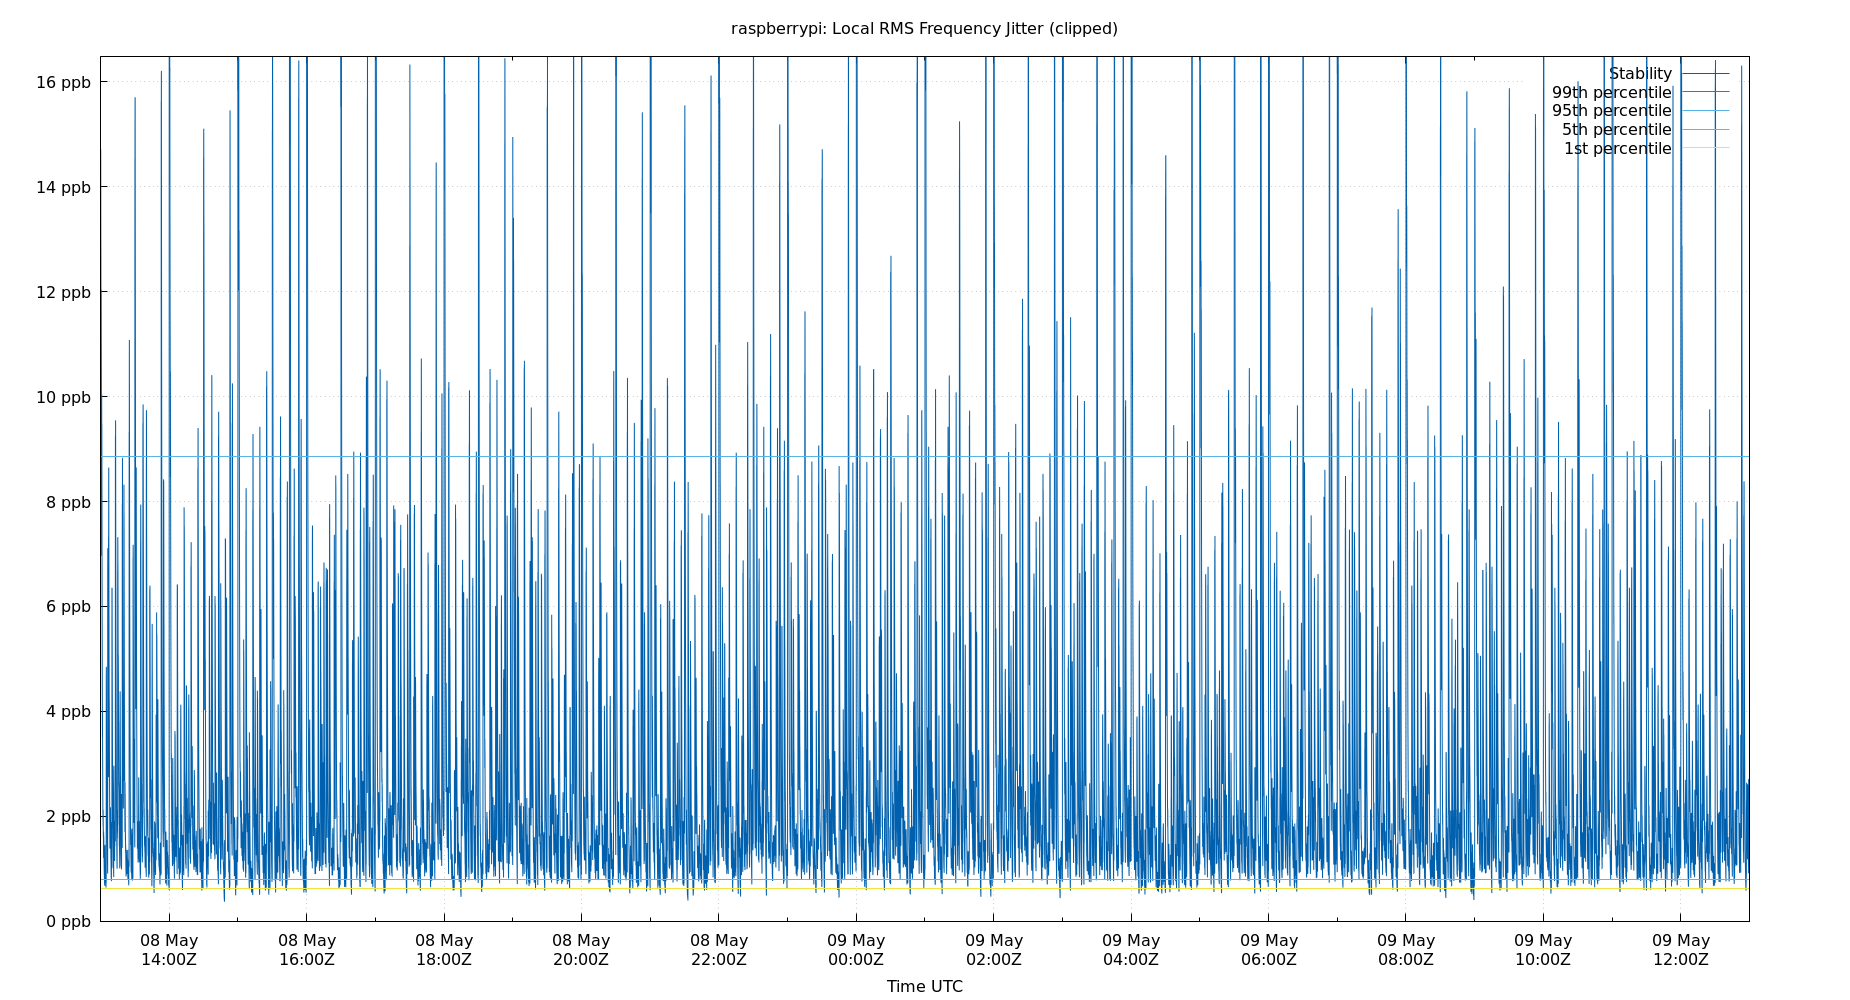 raspberrypi: Local RMS Frequency Jitter (clipped)
16 ppb
14 ppb
12 ppb
10 ppb
8 ppb
6 ppb
4 ppb
2 ppb
0 ppb
Stability
99th percentile
95th percentile
5th percentile
1st percentile
08 May 08 May 08 May 08 May 08 May 09 May 09 May 09 May 09 May 09 May 09 May 09 May
14:00Z 16:00Z 18:00Z 20:00Z 22:00Z 00:00Z 02:00Z 04:00Z 06:00Z 08:00Z 10:00Z 12:00Z
Time UTC